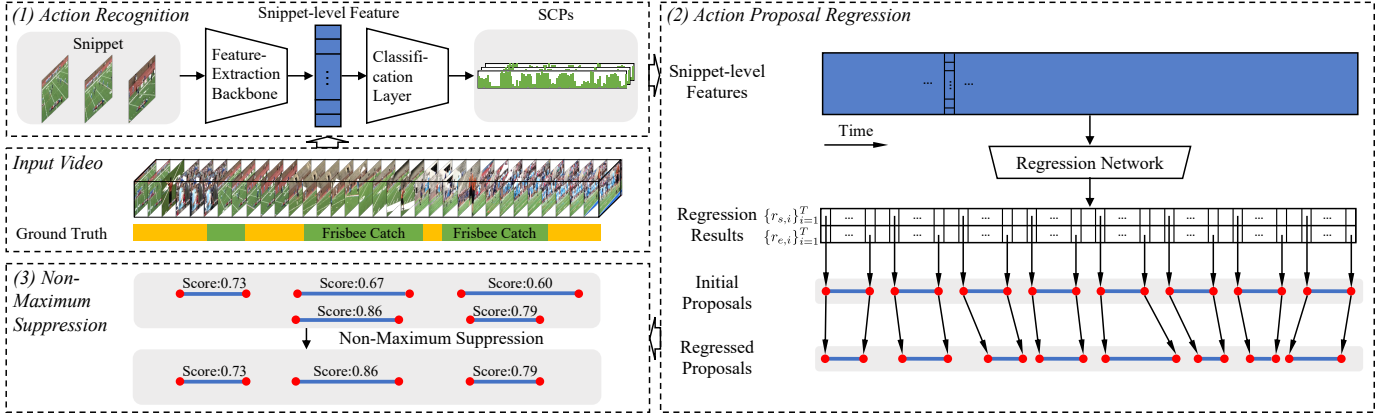 (1) Action Recognition
Snippet-level Feature
SCPs
Snippet
Feature-
Extraction
Backbone
Classifi-
cation
Layer
Input Video
Ground Truth
Frisbee Catch
Frisbee Catch
(2) Action Proposal Regression
Snippet-level
Features
...
...
...
Time
Regression Network
Regression
Results
{r_{s,i}}_{i=1}^T
{r_{e,i}}_{i=1}^T
... ... ... ... ... ... ... ...
... ... ... ... ... ... ... ...
Initial
Proposals
Regressed
Proposals
(3) Non-
Maximum
Suppression
Score:0.73 Score:0.67 Score:0.60
Score:0.86 Score:0.79
Non-Maximum Suppression
Score:0.73 Score:0.86 Score:0.79